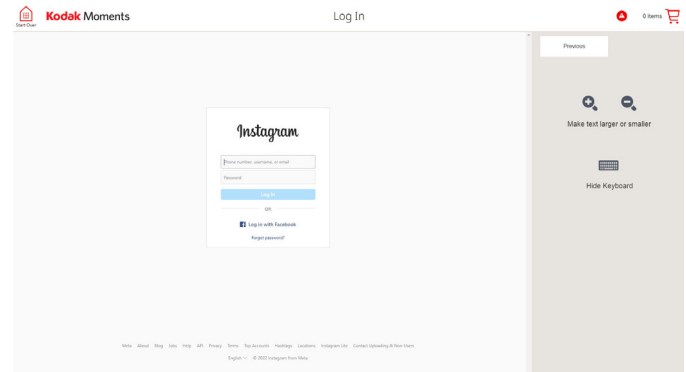 Start Over
Kodak Moments
Log In
0 items
Previous
Instagram
Phone number, username, or email
Password
Log In
OR
Log in with Facebook
Forgot password?
Make text larger or smaller
Hide Keyboard
Meta About Blog Jobs Help API Privacy Terms Top Accounts Hashtags Locations Instagram Lite Contact Uploading & Non-Users
English © 2022 Instagram from Meta